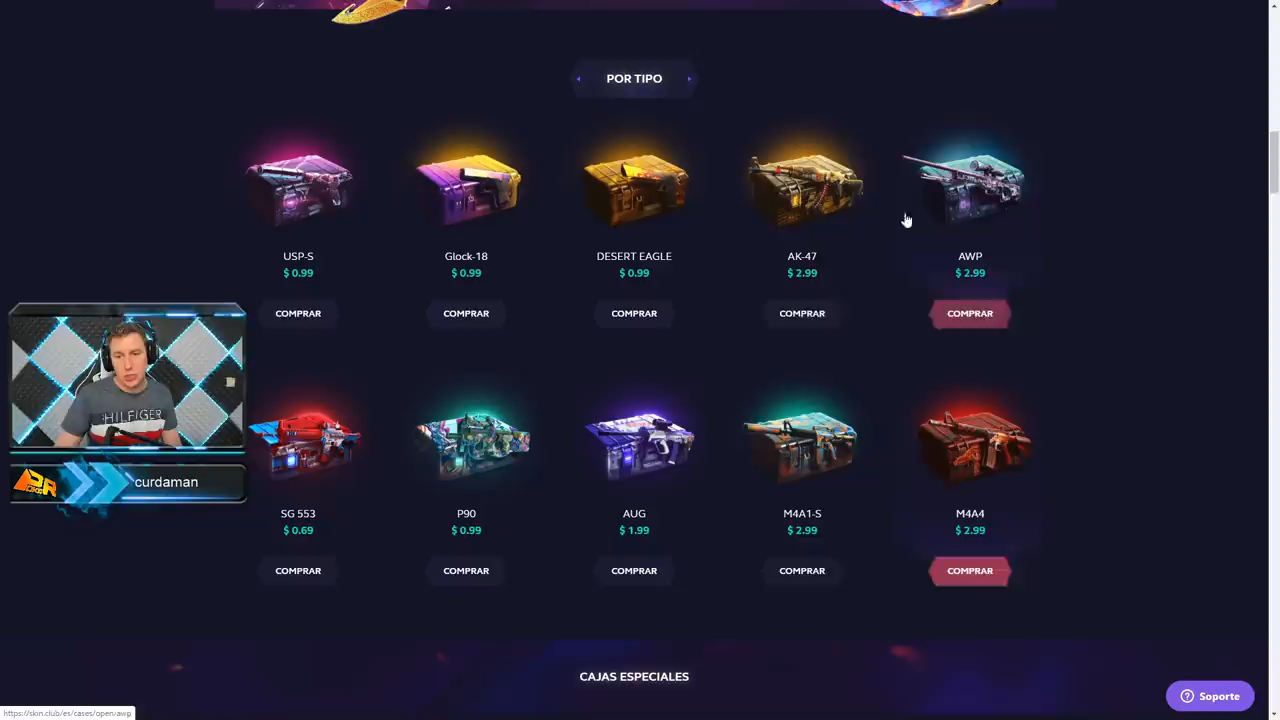 POR TIPO
USP-S
Glock-18
DESERT EAGLE
AK-47
AWP
$ 0.99
$ 0.99
$ 0.99
$ 2.99
$ 2.99
COMPRAR
COMPRAR
COMPRAR
COMPRAR
COMPRAR
HILFIGER
curdaman
SG 553
P90
AUG
M4A1-S
M4A4
$ 0.69
$ 0.99
$ 1.99
$ 2.99
$ 2.99
COMPRAR
COMPRAR
COMPRAR
COMPRAR
COMPRAR
CAJAS ESPECIALES
Soporte
https://skin.club/es/cases/open/awp